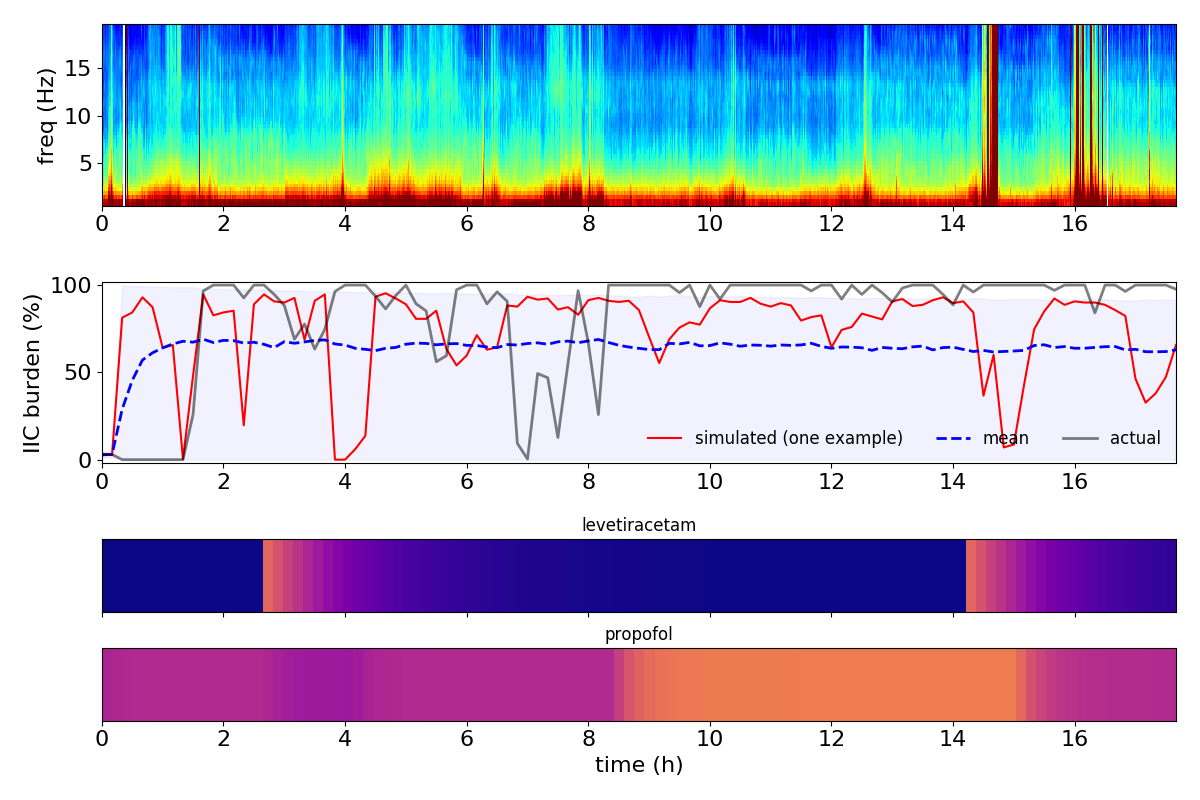 freq (Hz)
15
10
5
0 2 4 6 8 10 12 14 16
IIC burden (%)
100
50
0
simulated (one example) mean actual
0 2 4 6 8 10 12 14 16
levetiracetam
propofol
0 2 4 6 8 10 12 14 16
time (h)